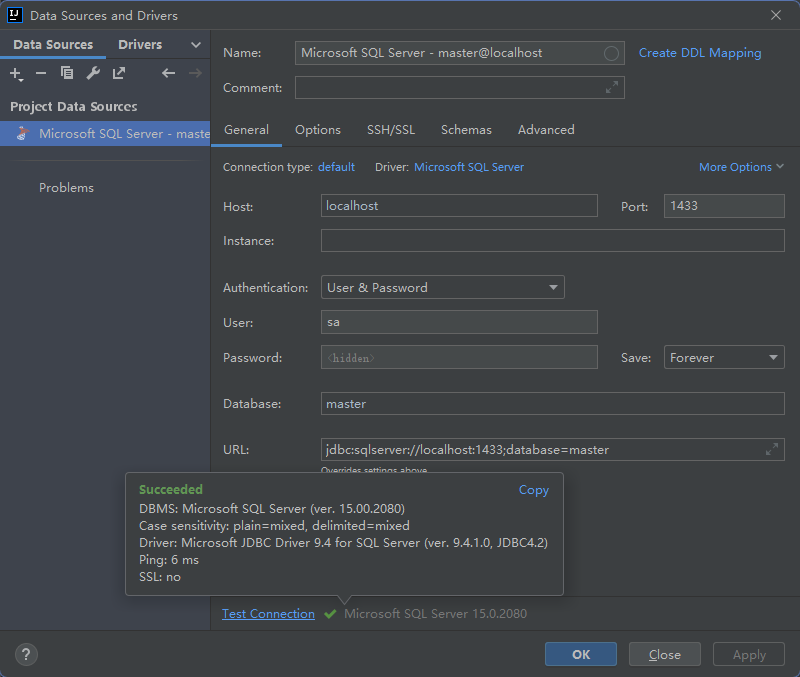 Data Sources and Drivers
Data Sources
Drivers
Project Data Sources
Microsoft SQL Server - maste
Problems
Name:
Microsoft SQL Server - master@localhost
Create DDL Mapping
Comment:
General
Options
SSH/SSL
Schemas
Advanced
Connection type: default
Driver: Microsoft SQL Server
More Options
Host:
localhost
Port:
1433
Instance:
Authentication:
User & Password
User:
sa
Password:
<hidden>
Save:
Forever
Database:
master
URL:
jdbc:sqlserver://localhost:1433;database=master
Overrides settings above
Succeeded
Copy
DBMS: Microsoft SQL Server (ver. 15.00.2080)
Case sensitivity: plain=mixed, delimited=mixed
Driver: Microsoft JDBC Driver 9.4 for SQL Server (ver. 9.4.1.0, JDBC4.2)
Ping: 6 ms
SSL: no
Test Connection
Microsoft SQL Server 15.0.2080
?
OK
Close
Apply